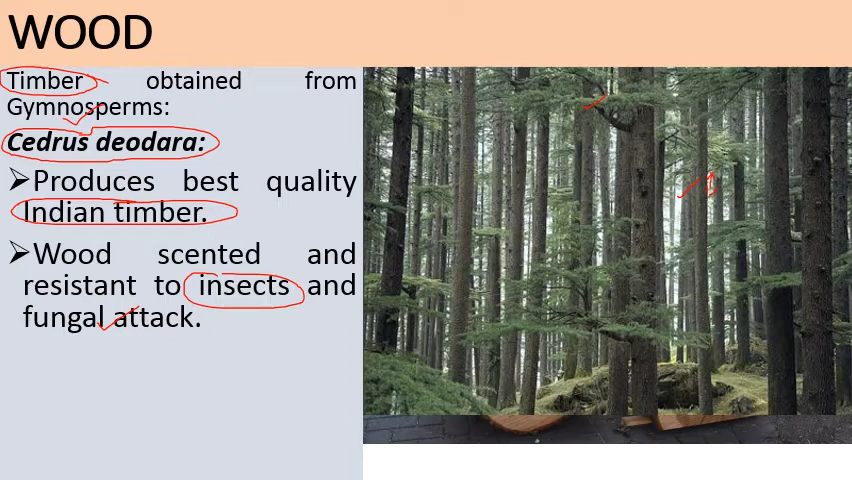 WOOD
Timber obtained from
Gymnosperms:
Cedrus deodara:
➢Produces best quality
Indian timber.
➢Wood scented and
resistant to insects and
fungal attack.